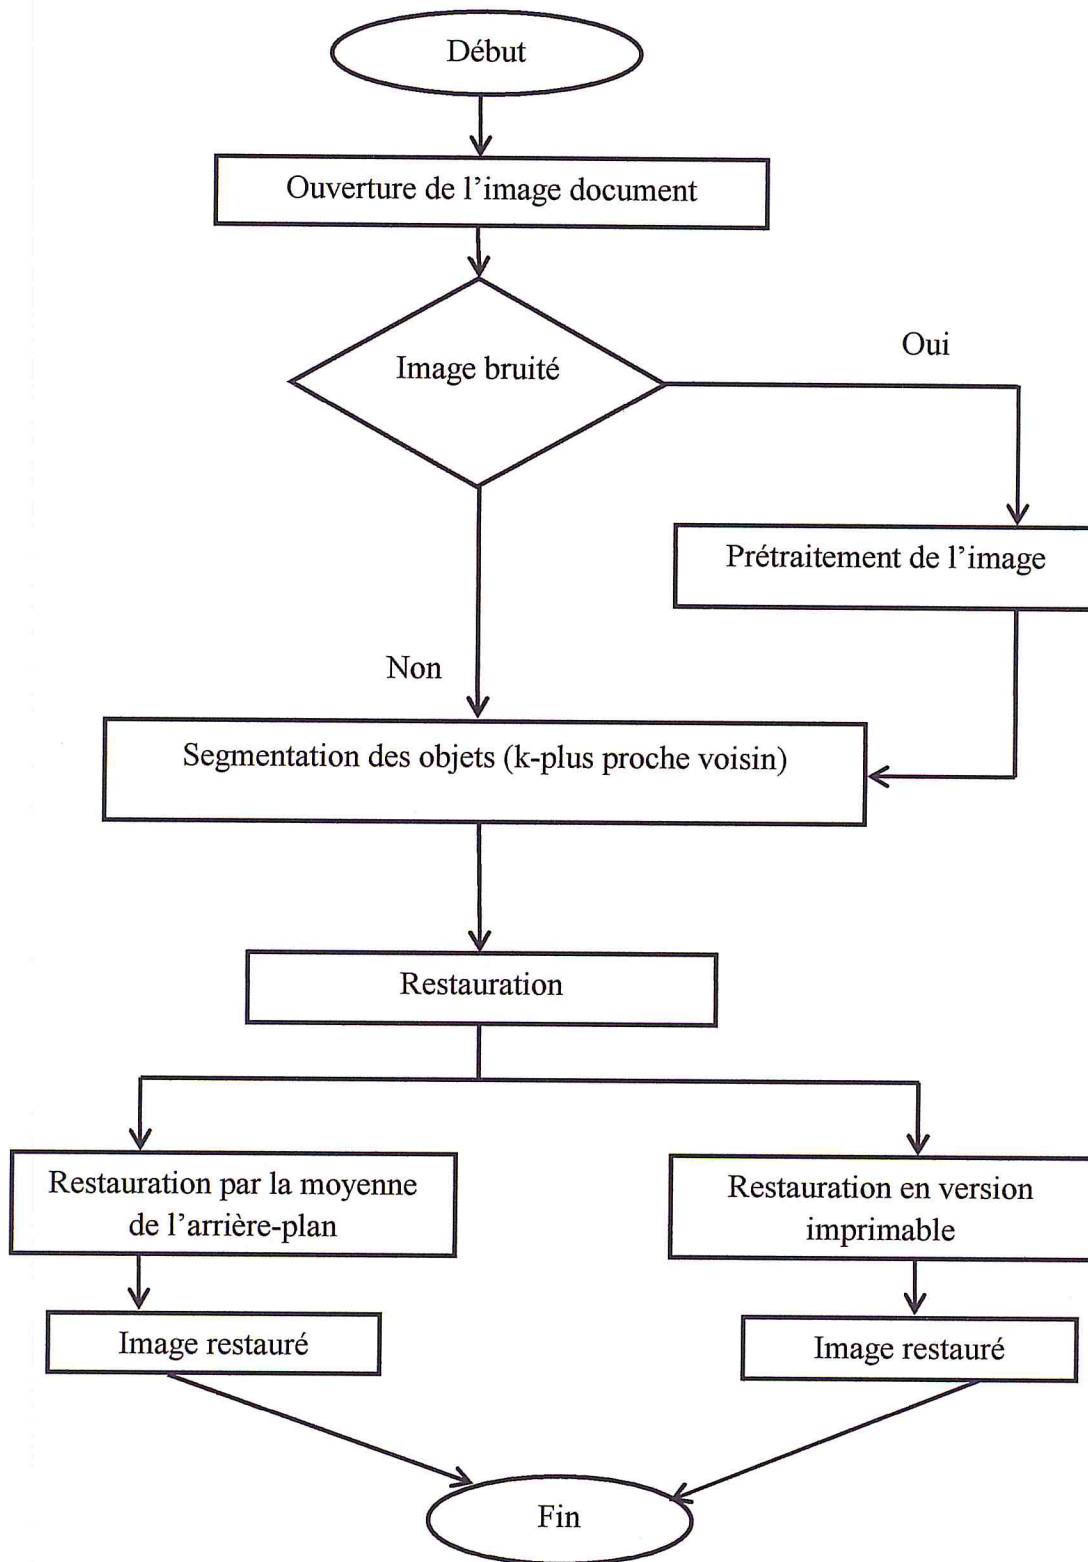 Début
Ouverture de l’image document
Image bruité
Oui
Prétraitement de l’image
Non
Segmentation des objets (k-plus proche voisin)
Restauration
Restauration par la moyenne
de l’arrière-plan
Restauration en version
imprimable
Image restauré
Image restauré
Fin